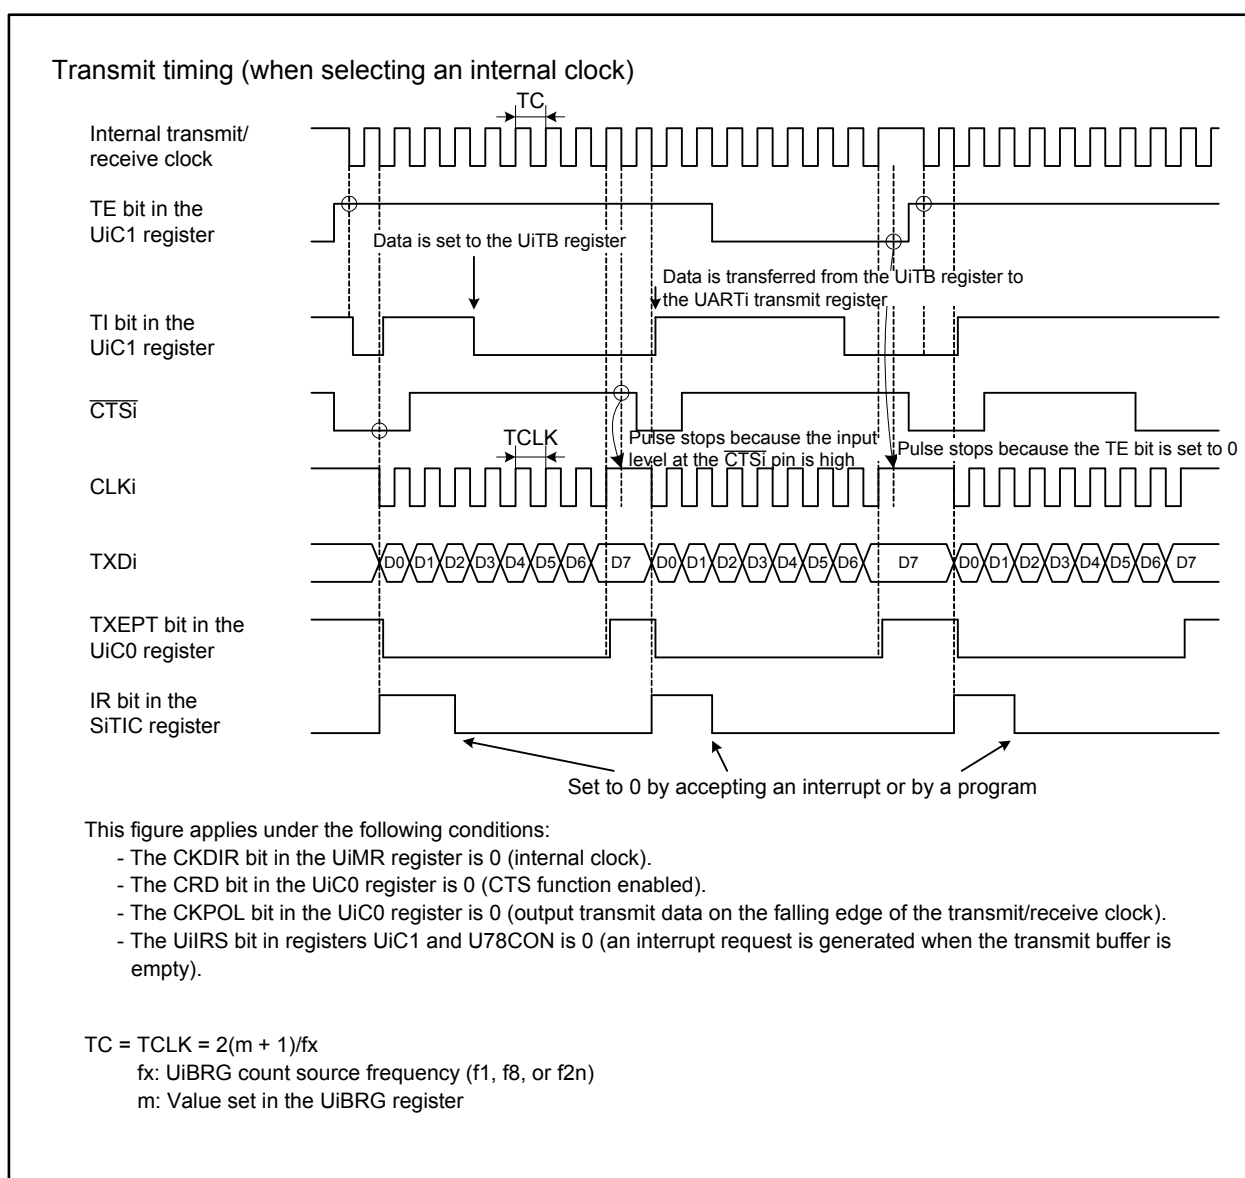 Transmit timing (when selecting an internal clock)
TC
Internal transmit/
receive clock
TE bit in the
UiC1 register
Data is set to the UiTB register
Data is transferred from the UiTB register to
the UARTi transmit register
TI bit in the
UiC1 register
CTSi
TCLK
Pulse stops because the input
level at the CTSi pin is high
Pulse stops because the TE bit is set to 0
CLKi
TXDi
D0 D1 D2 D3 D4 D5 D6 D7 D0 D1 D2 D3 D4 D5 D6 D7 D0 D1 D2 D3 D4 D5 D6 D7
TXEPT bit in the
UiC0 register
IR bit in the
SiTIC register
Set to 0 by accepting an interrupt or by a program
This figure applies under the following conditions:
- The CKDIR bit in the UiMR register is 0 (internal clock).
- The CRD bit in the UiC0 register is 0 (CTS function enabled).
- The CKPOL bit in the UiC0 register is 0 (output transmit data on the falling edge of the transmit/receive clock).
- The UiIRS bit in registers UiC1 and U78CON is 0 (an interrupt request is generated when the transmit buffer is
empty).
TC = TCLK = 2(m + 1)/fx
fx: UiBRG count source frequency (f1, f8, or f2n)
m: Value set in the UiBRG register